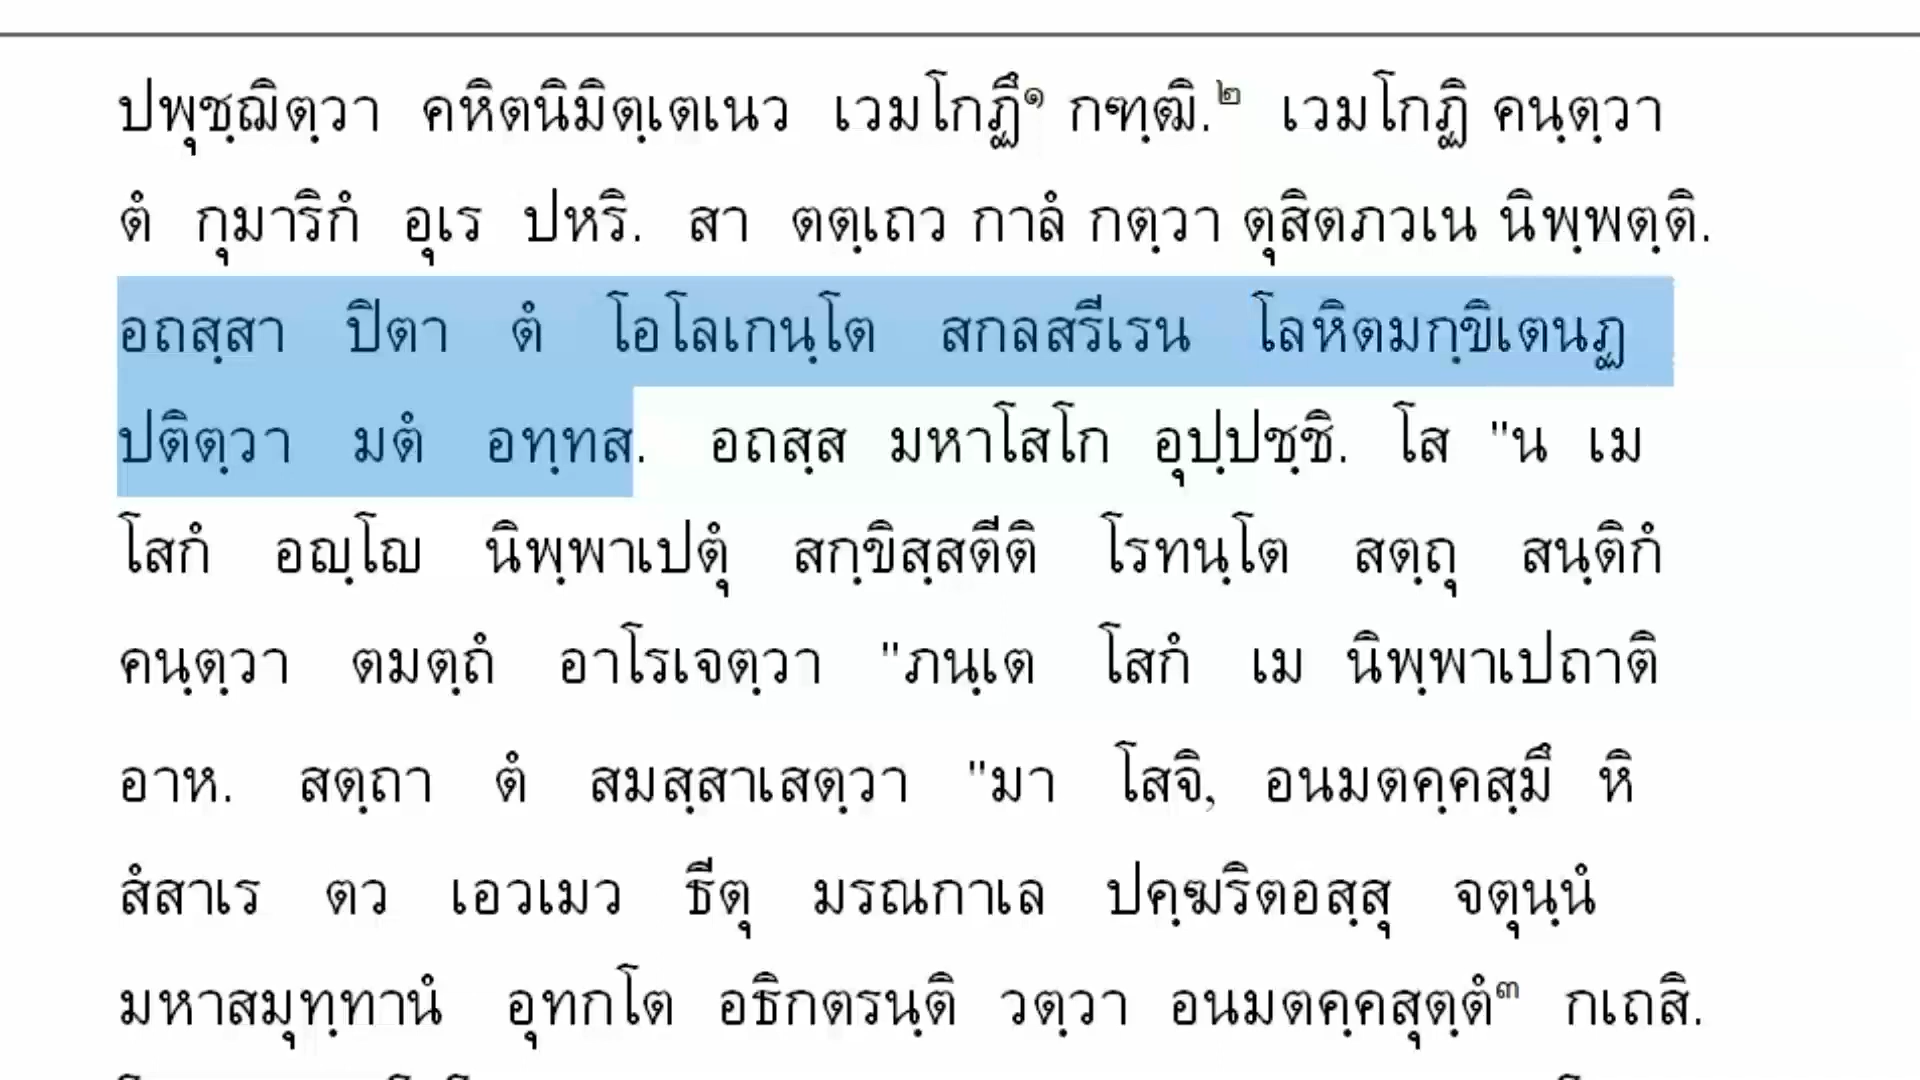 ปพุชฺฌิตฺวา คหิตนิมิตฺเตเนว เวมโกฏึ๑ กฑฺฒิ.๒ เวมโกฏิ คนฺตฺวา
ตํ กุมาริกํ อุเร ปหริ. สา ตตฺเถว กาลํ กตฺวา ตุสิตภวเน นิพฺพตฺติ.
อถสฺสา ปิตา ตํ โอโลเกนฺโต สกลสรีเรน โลหิตมกฺขิเตนฏ
ปติตฺวา มตํ อทฺทส. อถสฺส มหาโสโก อุปฺปชฺชิ. โส "น เม
โสกํ อญฺโญ นิพฺพาเปตุํ สกฺขิสฺสตีติ โรทนฺโต สตฺถุ สนฺติกํ
คนฺตฺวา ตมตฺถํ อาโรเจตฺวา "ภนฺเต โสกํ เม นิพฺพาเปถาติ
อาห. สตฺถา ตํ สมสฺสาเสตฺวา "มา โสจิ, อนมตคฺคสฺมึ หิ
สํสาเร ตว เอวเมว ธีตุ มรณกาเล ปคฺฆริตอสฺสุ จตุนฺนํ
มหาสมุทฺทานํ อุทกโต อธิกตรนฺติ วตฺวา อนมตคฺคสุตฺตํ๓ กเถสิ.